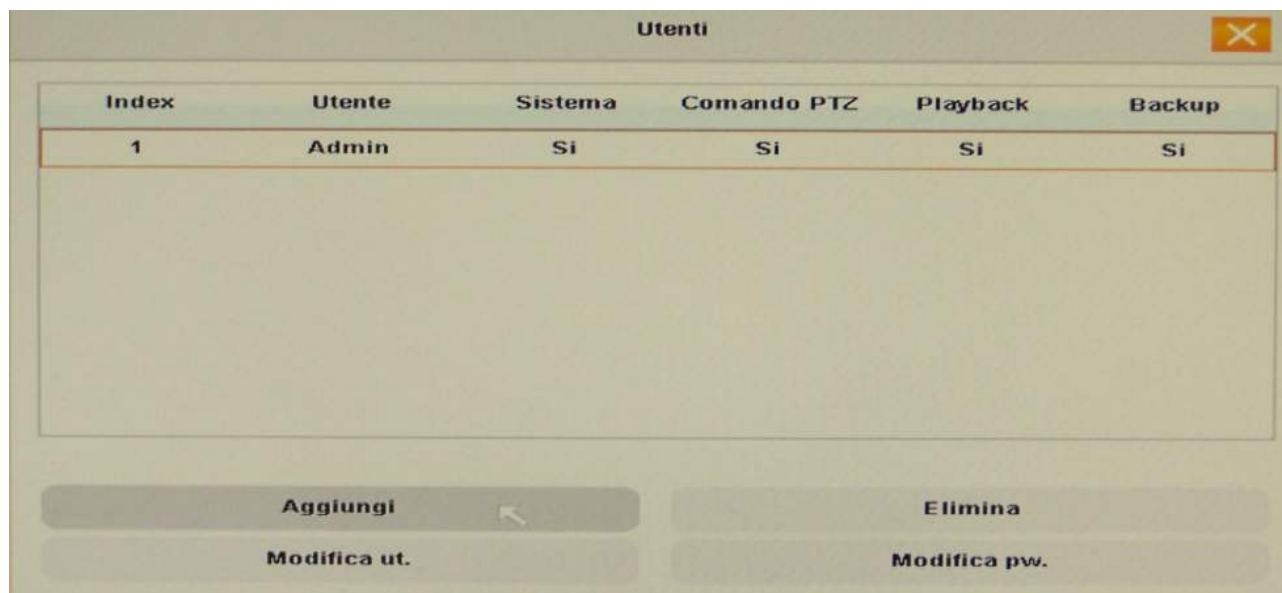 Utenti
Index Utente Sistema Comando PTZ Playback Backup
1 Admin Si Si Si Si
Aggiungi Elimina
Modifica ut. Modifica pw.